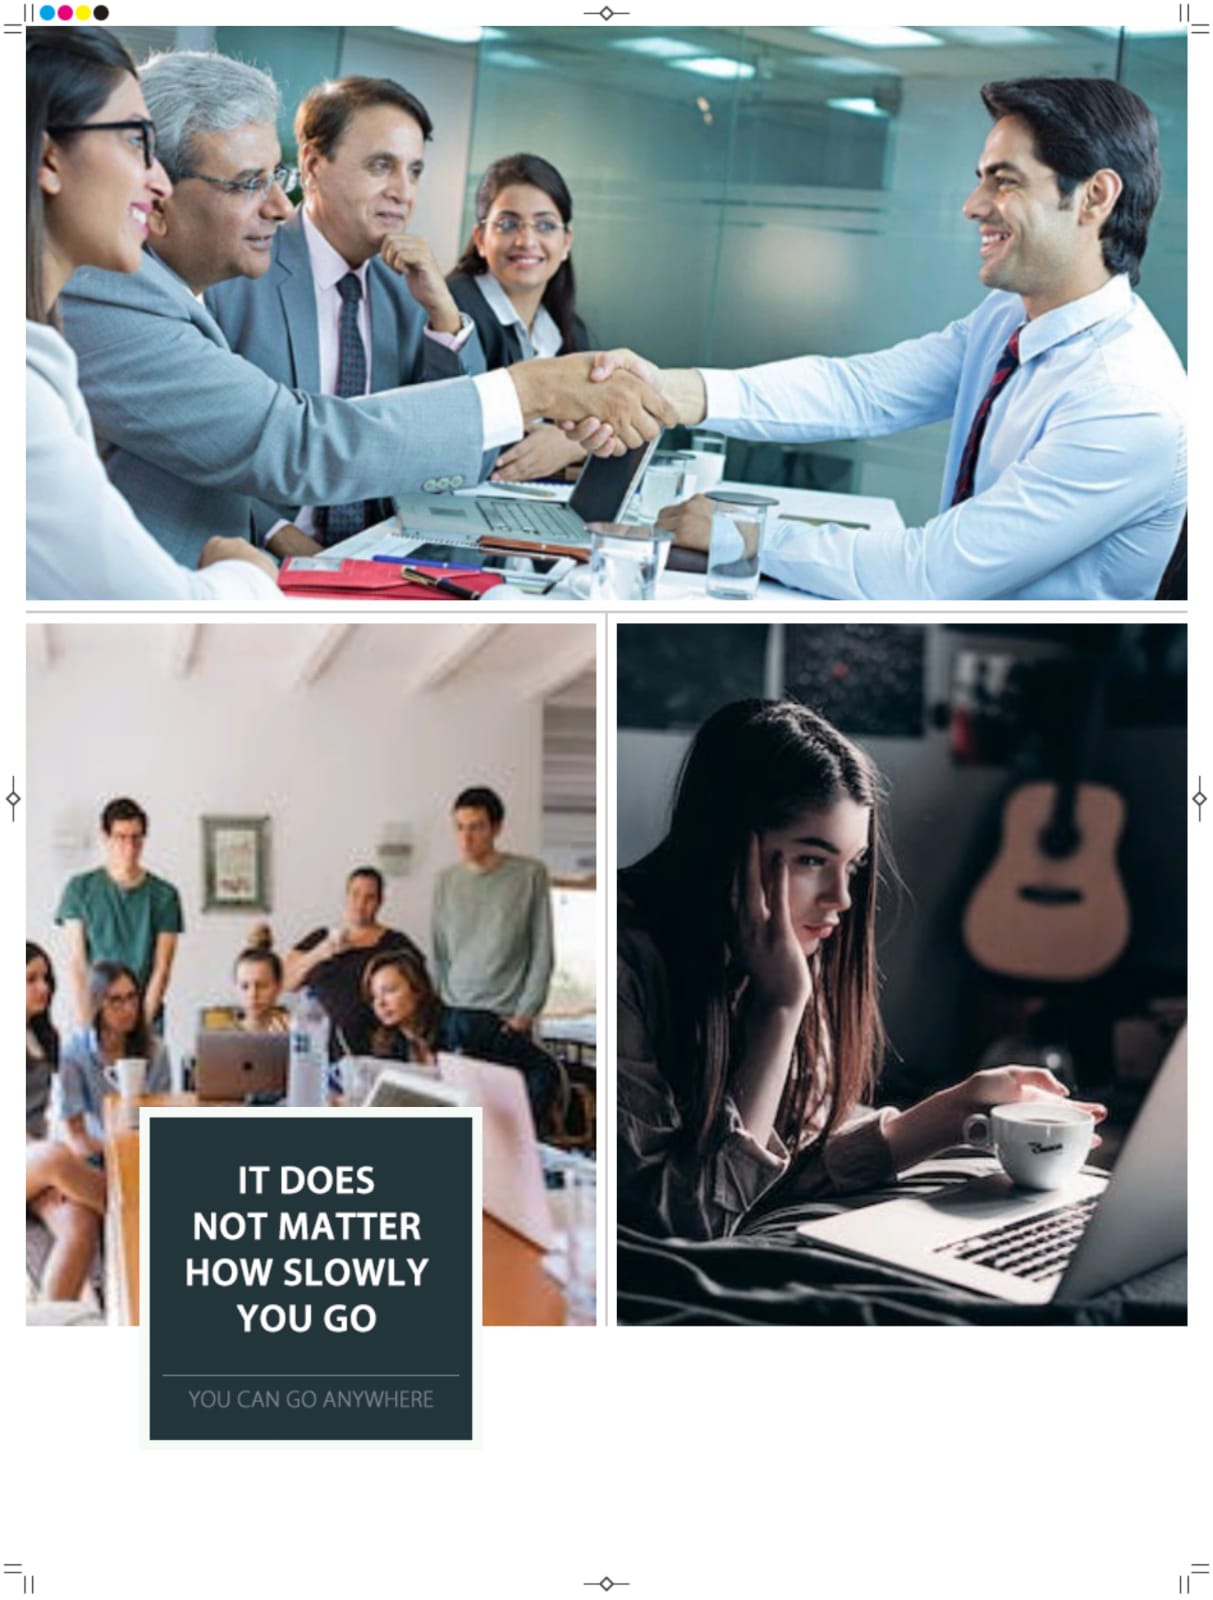 IT DOES
NOT MATTER
HOW SLOWLY
YOU GO
YOU CAN GO ANYWHERE